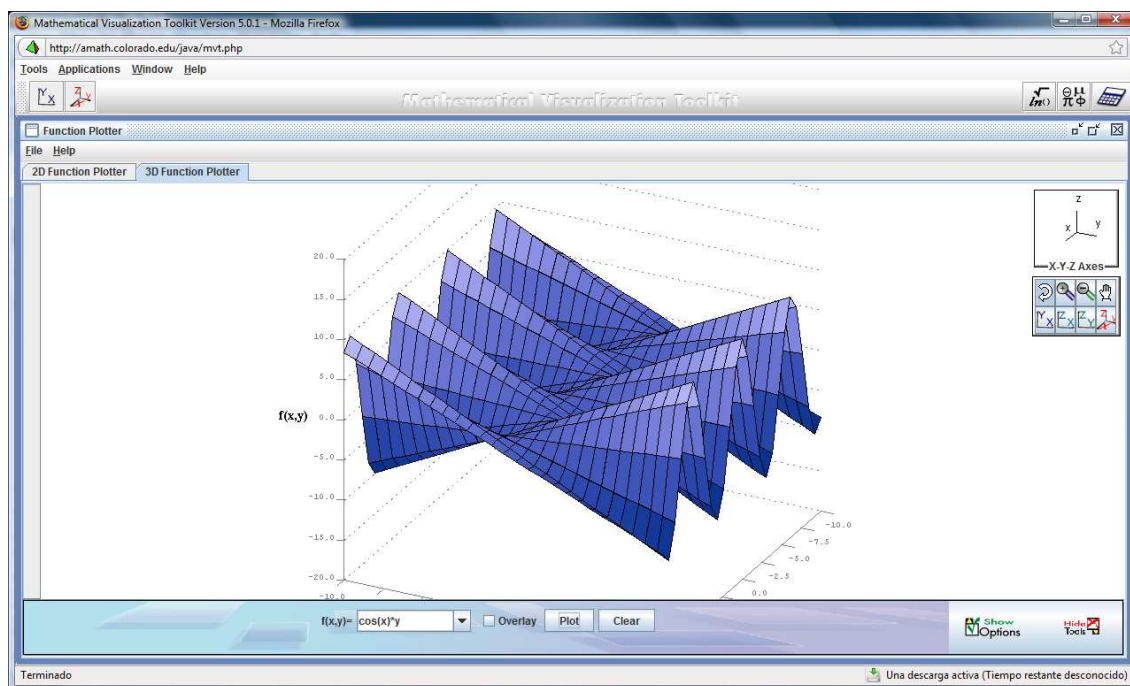 Mathematical Visualization Toolkit Version 5.0.1 - Mozilla Firefox
http://amath.colorado.edu/java/mvt.php
Tools Applications Window Help
Y X Z Y Mathematical Visualization Toolkit √ ln() Θ μ π Φ
Function Plotter
File Help
2D Function Plotter 3D Function Plotter
z
x y
X-Y-Z Axes
Y X Z X Z Y Z Y
20.0
15.0
10.0
5.0
f(x,y) 0.0
-5.0
-10.0
-15.0
-20.0
-10.0
-10.0
-7.5
-5.0
-2.5
0.0
f(x,y)= cos(x)*y Overlay Plot Clear
Show Options
Hide Tools
Terminado Una descarga activa (Tiempo restante desconocido)